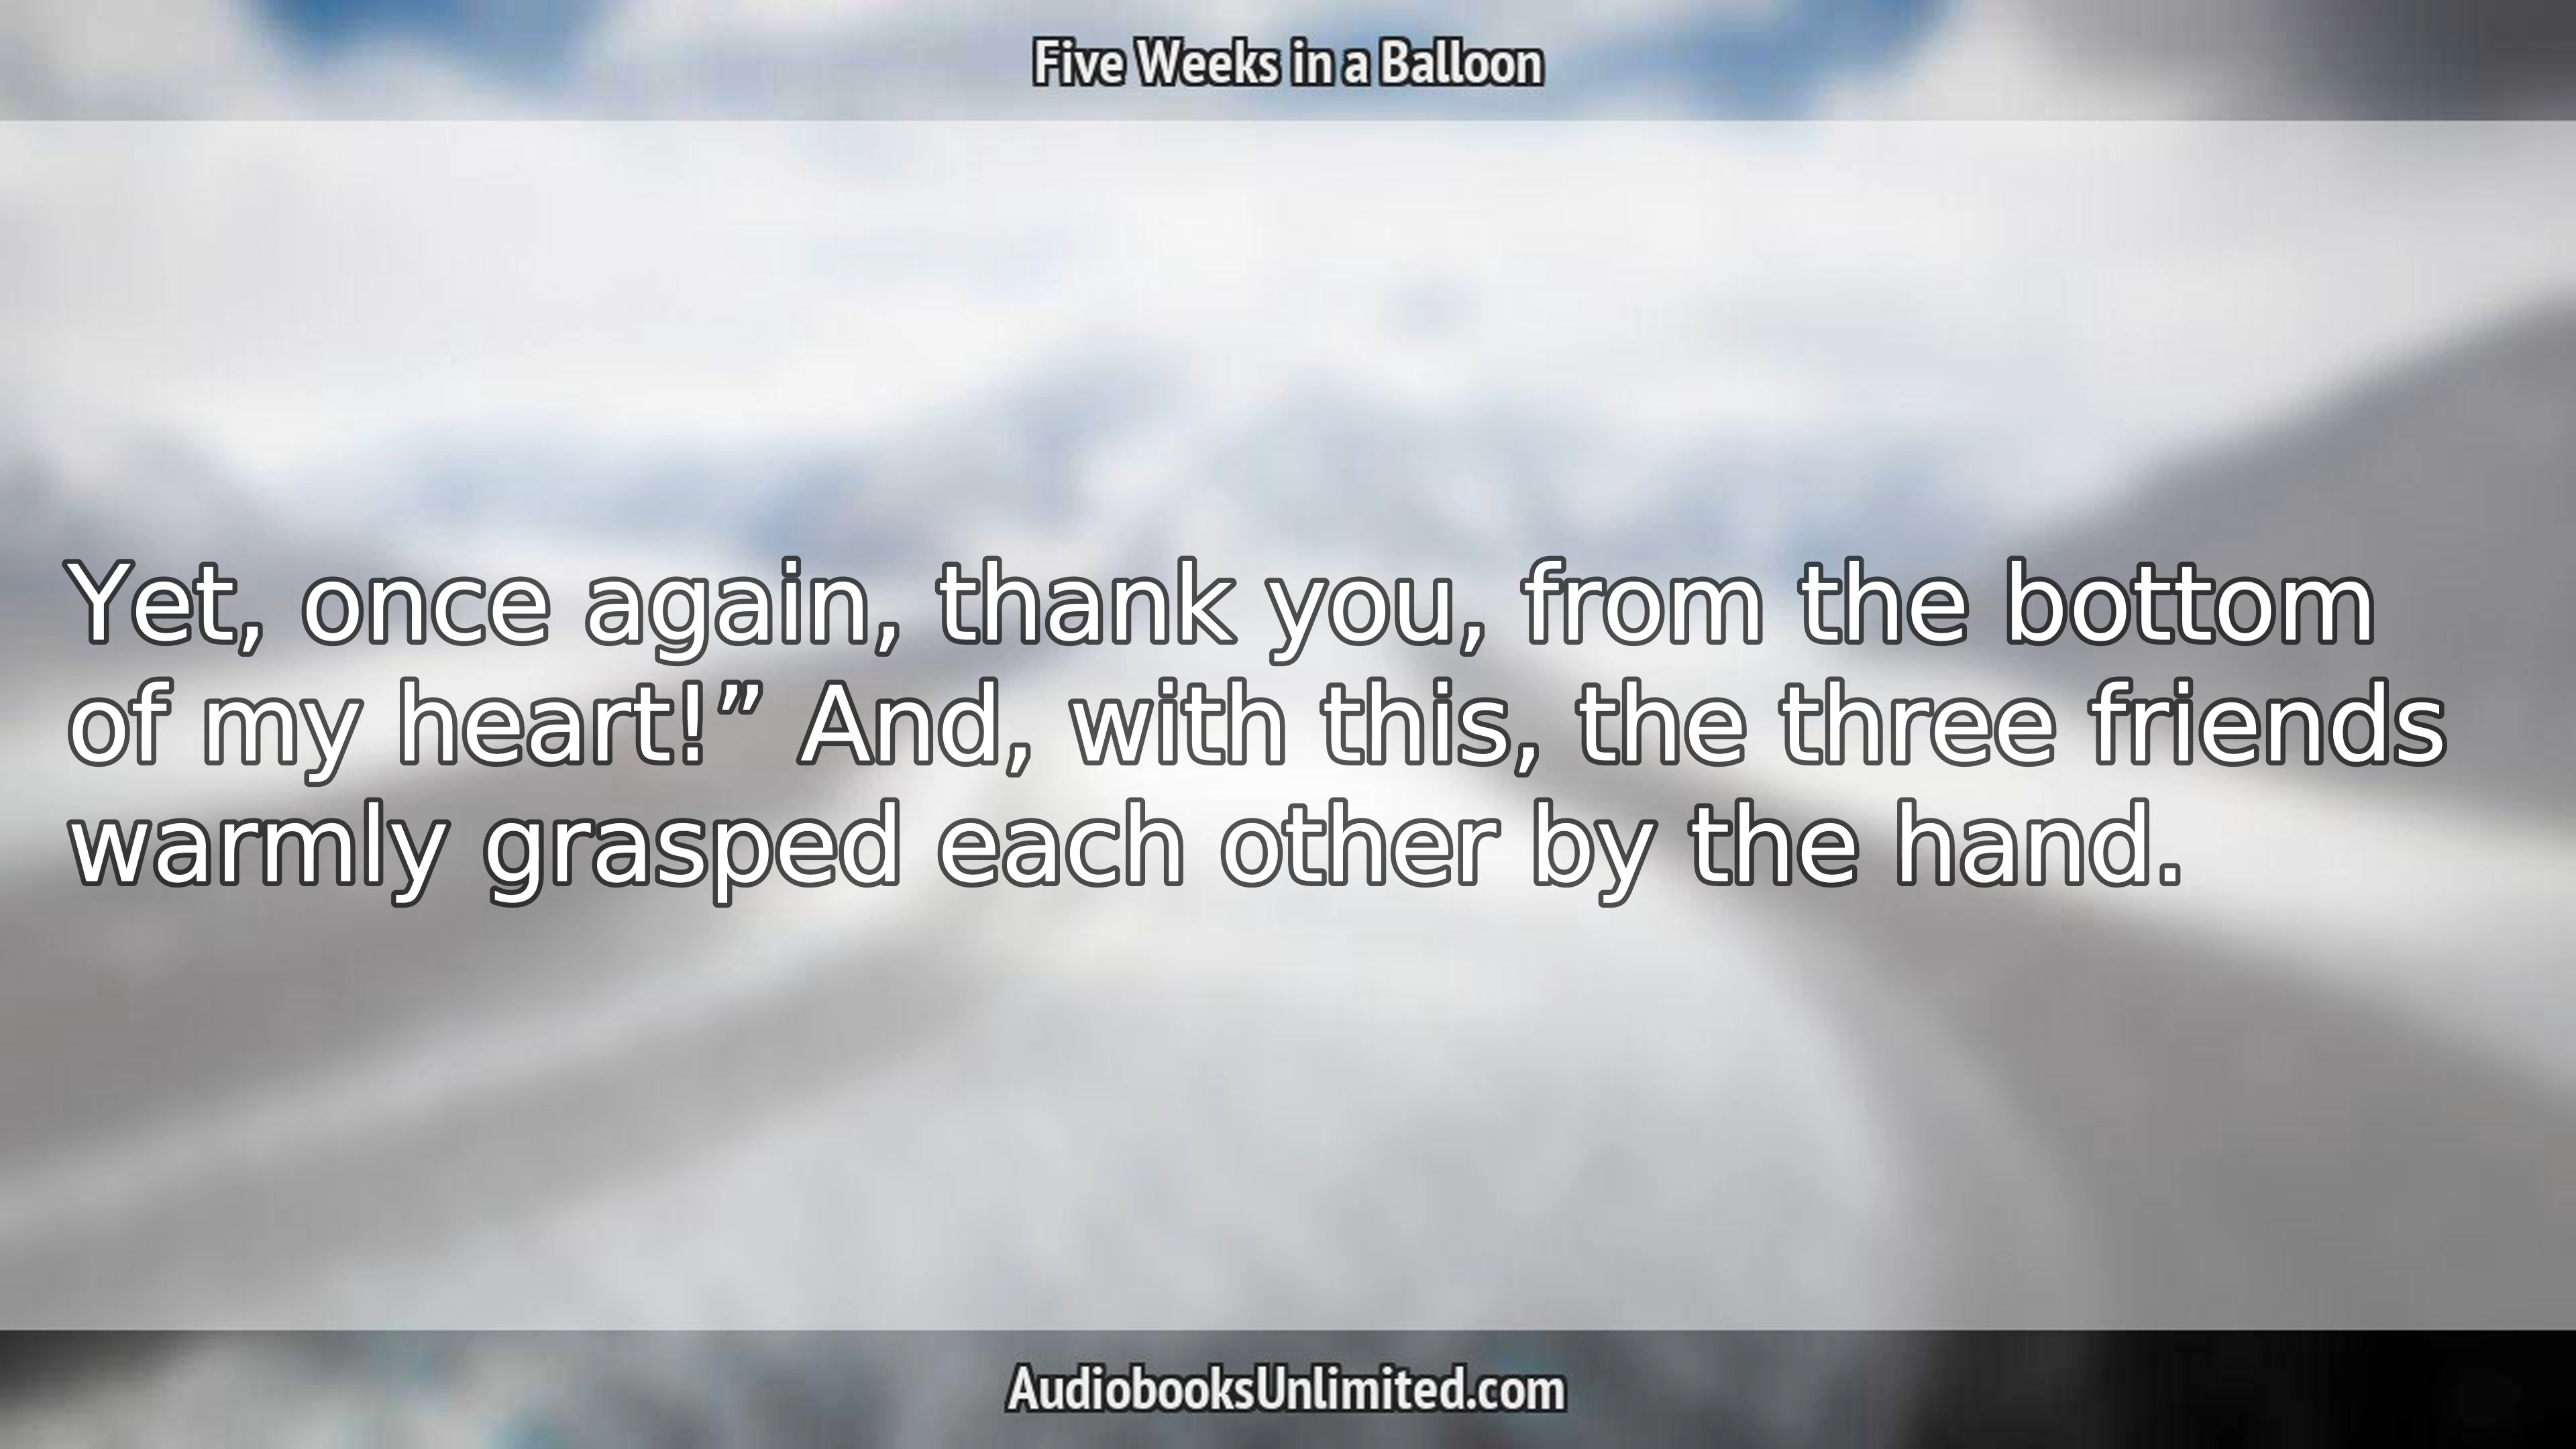 Five Weeks in a Balloon
Yet, once again, thank you, from the bottom
of my heart!” And, with this, the three friends
warmly grasped each other by the hand.
AudiobooksUnlimited.com